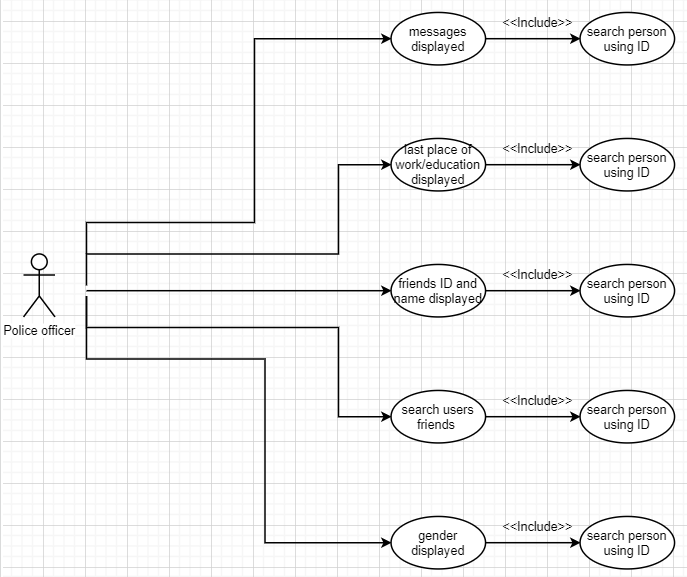 messages
displayed
<<Include>>
search person
using ID
last place of
work/education
displayed
<<Include>>
search person
using ID
Police officer
friends ID and
name displayed
<<Include>>
search person
using ID
search users
friends
<<Include>>
search person
using ID
gender
displayed
<<Include>>
search person
using ID